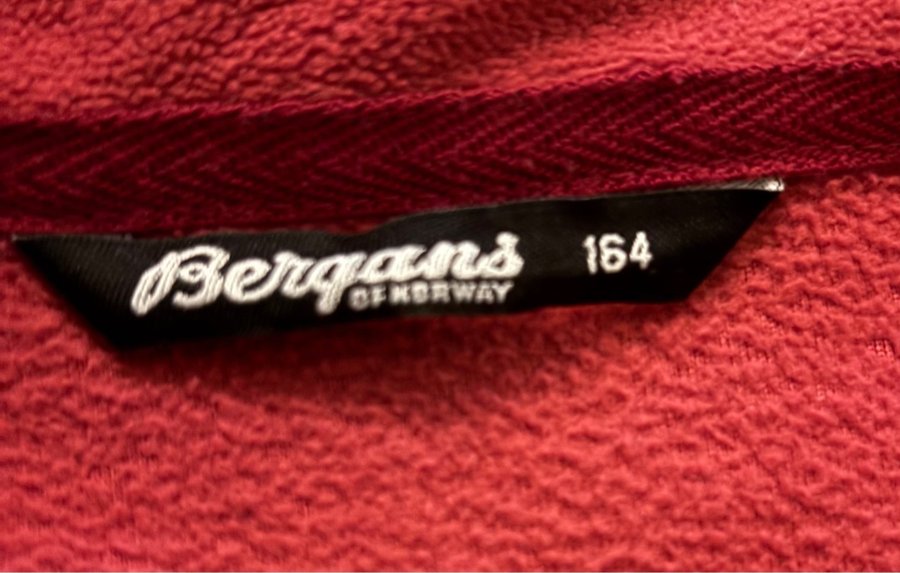 Bergans 164
OF NORWAY